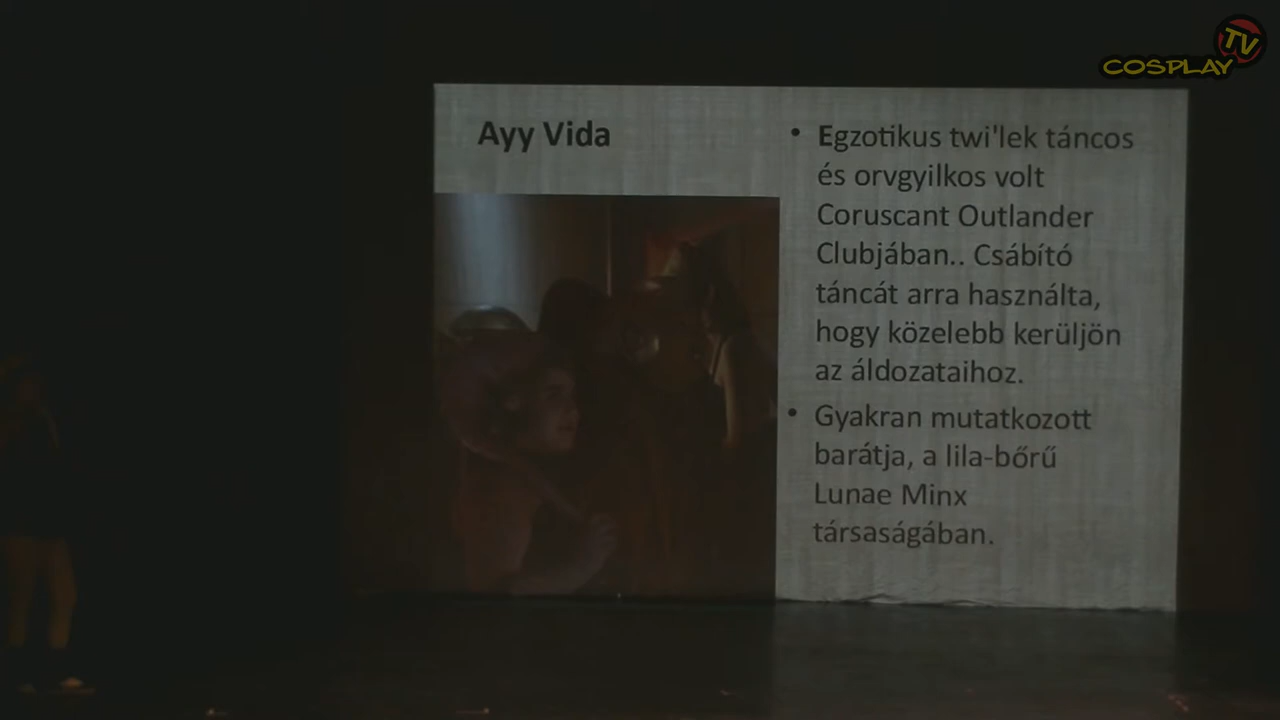 TV
COSPLAY
Ayy Vida
• Egzotikus twi'lek táncos
és orvgyilkos volt
Coruscant Outlander
Clubjában.. Csábító
táncát arra használta,
hogy közelebb kerüljön
az áldozataihoz.
• Gyakran mutatkozott
barátja, a lila-bőrű
Lunae Minx
társaságában.